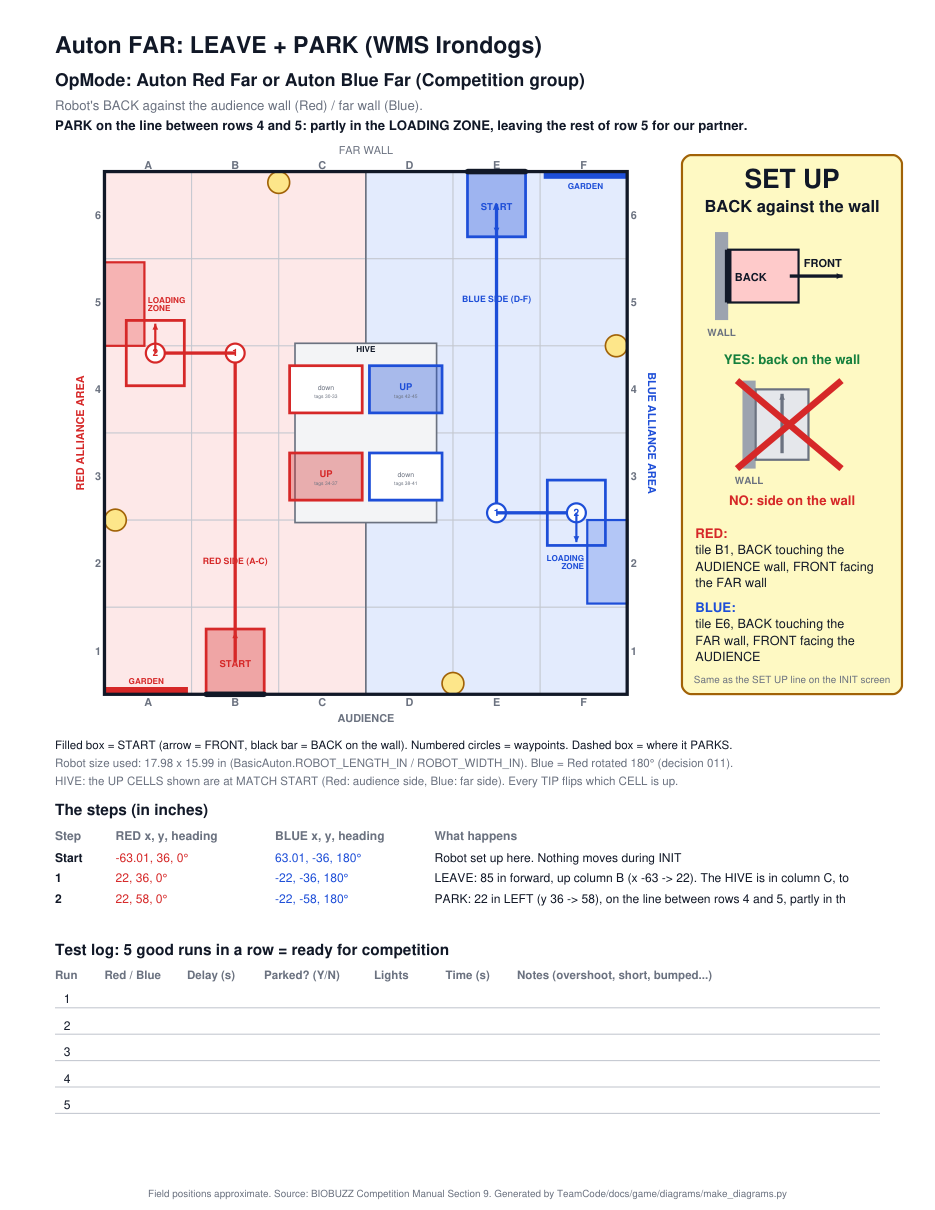 Auton FAR: LEAVE + PARK (WMS Irondogs)
OpMode: Auton Red Far or Auton Blue Far (Competition group)
Robot's BACK against the audience wall (Red) / far wall (Blue).
PARK on the line between rows 4 and 5: partly in the LOADING ZONE, leaving the rest of row 5 for our partner.
FAR WALL
A B C D E F
START
GARDEN
6 6
BLUE SIDE (D-F)
LOADING
ZONE
5 5
2 1
HIVE
down
UP
4 4
RED ALLIANCE AREA
BLUE ALLIANCE AREA
UP
down
3 3
1 2
LOADING
ZONE
RED SIDE (A-C)
2 2
START
1 1
GARDEN
A B C D E F
AUDIENCE
SET UP
BACK against the wall
BACK
FRONT
WALL
YES: back on the wall
WALL
NO: side on the wall
RED:
tile B1, BACK touching the
AUDIENCE wall, FRONT facing
the FAR wall
BLUE:
tile E6, BACK touching the
FAR wall, FRONT facing the
AUDIENCE
Same as the SET UP line on the INIT screen
Filled box = START (arrow = FRONT, black bar = BACK on the wall). Numbered circles = waypoints. Dashed box = where it PARKS.
Robot size used: 17.98 x 15.99 in (BasicAuton.ROBOT_LENGTH_IN / ROBOT_WIDTH_IN). Blue = Red rotated 180° (decision 011).
HIVE: the UP CELLS shown are at MATCH START (Red: audience side, Blue: far side). Every TIP flips which CELL is up.
The steps (in inches)
Step RED x, y, heading BLUE x, y, heading What happens
Start -63.01, 36, 0° 63.01, -36, 180° Robot set up here. Nothing moves during INIT
1 22, 36, 0° -22, -36, 180° LEAVE: 85 in forward, up column B (x -63 -> 22). The HIVE is in column C, to
2 22, 58, 0° -22, -58, 180° PARK: 22 in LEFT (y 36 -> 58), on the line between rows 4 and 5, partly in th
Test log: 5 good runs in a row = ready for competition
Run Red / Blue Delay (s) Parked? (Y/N) Lights Time (s) Notes (overshoot, short, bumped...)
1
2
3
4
5
Field positions approximate. Source: BIOBUZZ Competition Manual Section 9. Generated by TeamCode/docs/game/diagrams/make_diagrams.py